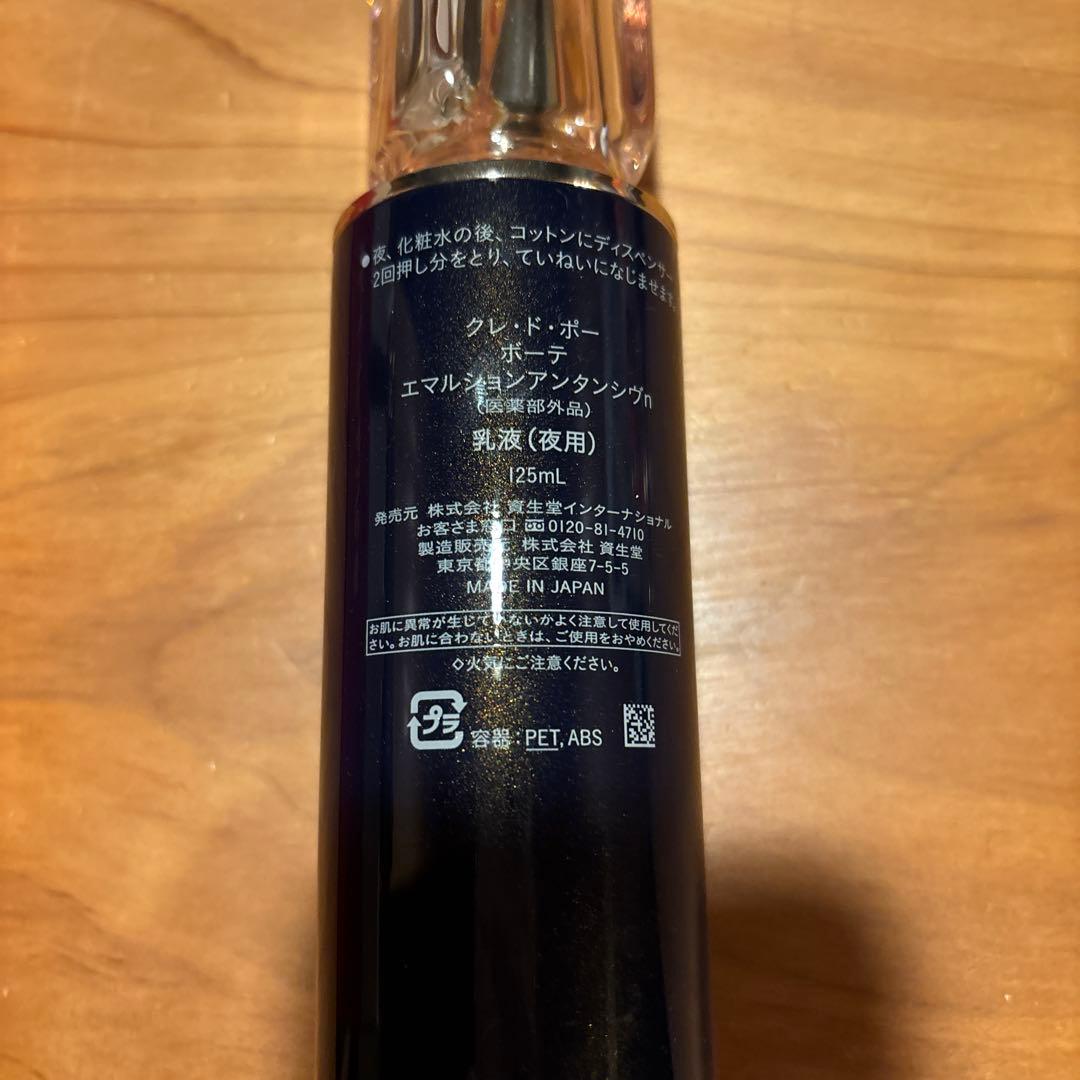 ●夜、化粧水の後、コットンにディスペンサー
2回押し分をとり、ていねいになじませます。
クレ・ド・ポー
ボーテ
エマルションアンタンシヴn
(医薬部外品)
乳液(夜用)
125mL
発売元 株式会社 資生堂インターナショナル
お客さま窓口 0120-81-4710
製造販売元 株式会社 資生堂
東京都中央区銀座7-5-5
MADE IN JAPAN
お肌に異常が生じていないかよく注意して使用してくだ
さい。お肌に合わないときは、ご使用をおやめください。
◇火気にご注意ください。
プラ 容器:PET, ABS